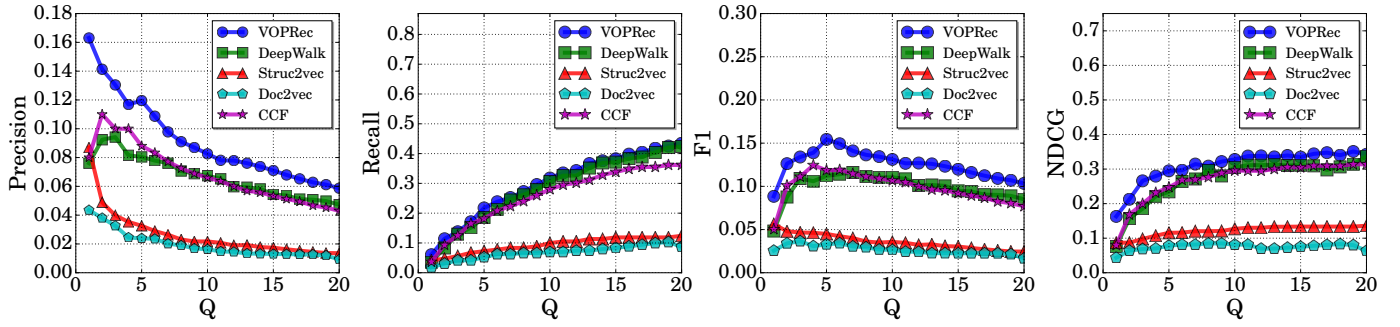 Precision
0.18
0.16
0.14
0.12
0.10
0.08
0.06
0.04
0.02
0.00
0 5 10 15 20
Q
VOPRec
DeepWalk
Struc2vec
Doc2vec
CCF
Recall
0.8
0.7
0.6
0.5
0.4
0.3
0.2
0.1
0.0
0 5 10 15 20
Q
VOPRec
DeepWalk
Struc2vec
Doc2vec
CCF
F1
0.30
0.25
0.20
0.15
0.10
0.05
0.00
0 5 10 15 20
Q
VOPRec
DeepWalk
Struc2vec
Doc2vec
CCF
NDCG
0.7
0.6
0.5
0.4
0.3
0.2
0.1
0.0
0 5 10 15 20
Q
VOPRec
DeepWalk
Struc2vec
Doc2vec
CCF